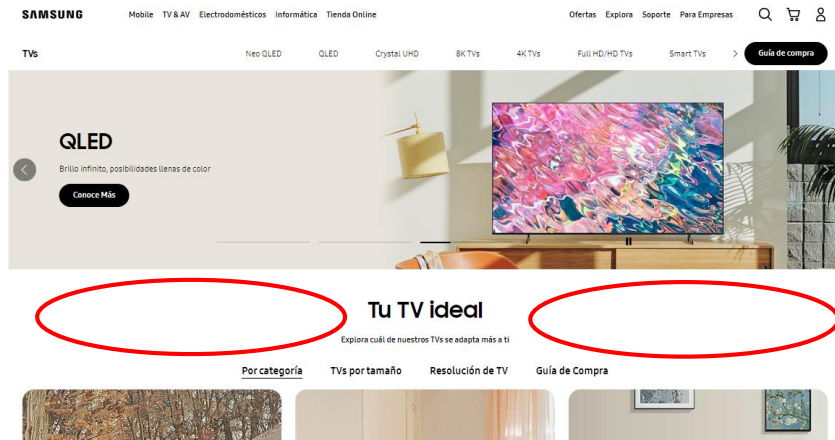 SAMSUNG Mobile TV & AV Electrodomésticos Informática Tienda Online Ofertas Explora Soporte Para Empresas
TVs Neo QLED QLED Crystal UHD 8K TVs 4K TVs Full HD/HD TVs Smart TVs Guía de compra
QLED
Brillo infinito, posibilidades llenas de color
Conoce Más
Tu TV ideal
Explora cuál de nuestros TVs se adapta más a ti
Por categoría TVs por tamaño Resolución de TV Guía de Compra